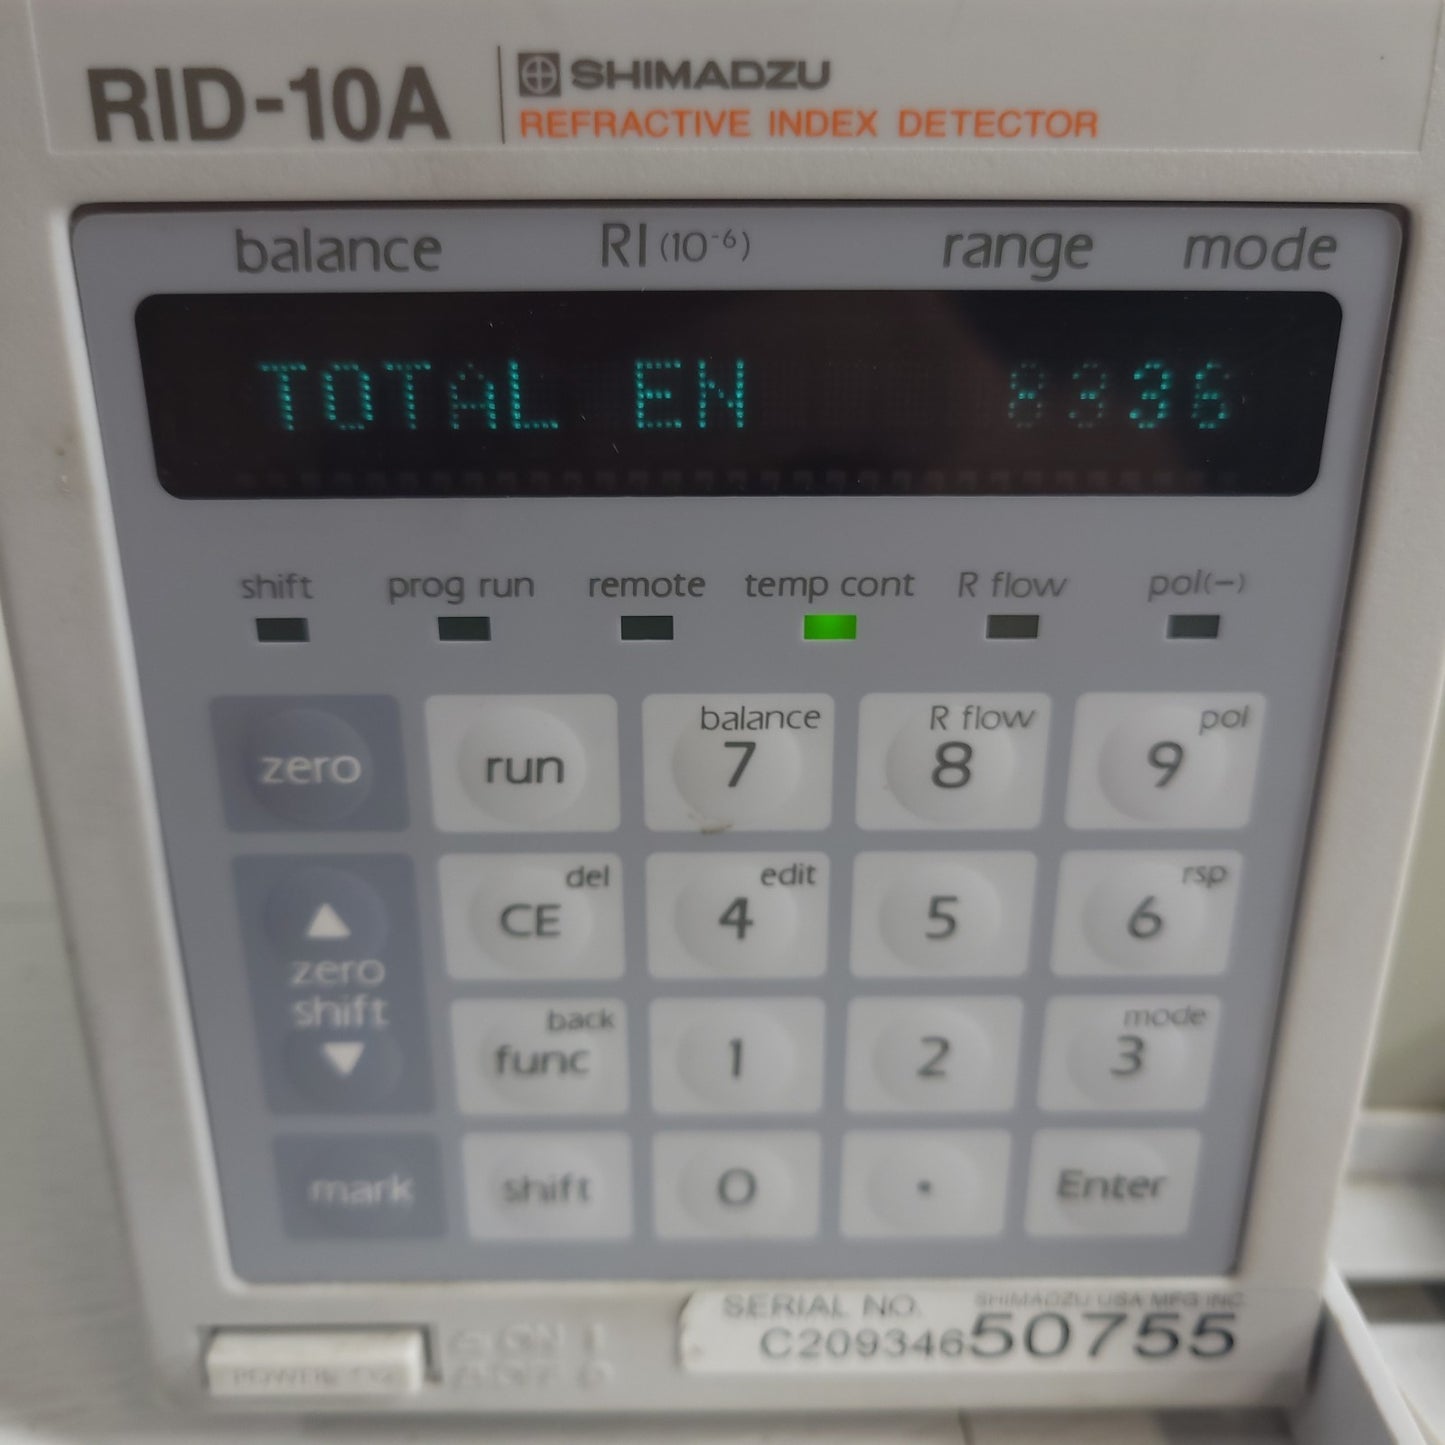 RID-10A
SHIMADZU
REFRACTIVE INDEX DETECTOR
balance RI (10⁻⁶) range mode
TOTAL EN 8336
shift prog run remote temp cont R flow pol(−)
zero
run
balance
7
R flow
8
pol
9
▲
zero
shift
▼
del
CE
edit
4
5
rsp
6
back
func
1
2
mode
3
mark
shift
0
.
Enter
SERIAL NO. SHIMADZU USA MFG INC
C20934650755